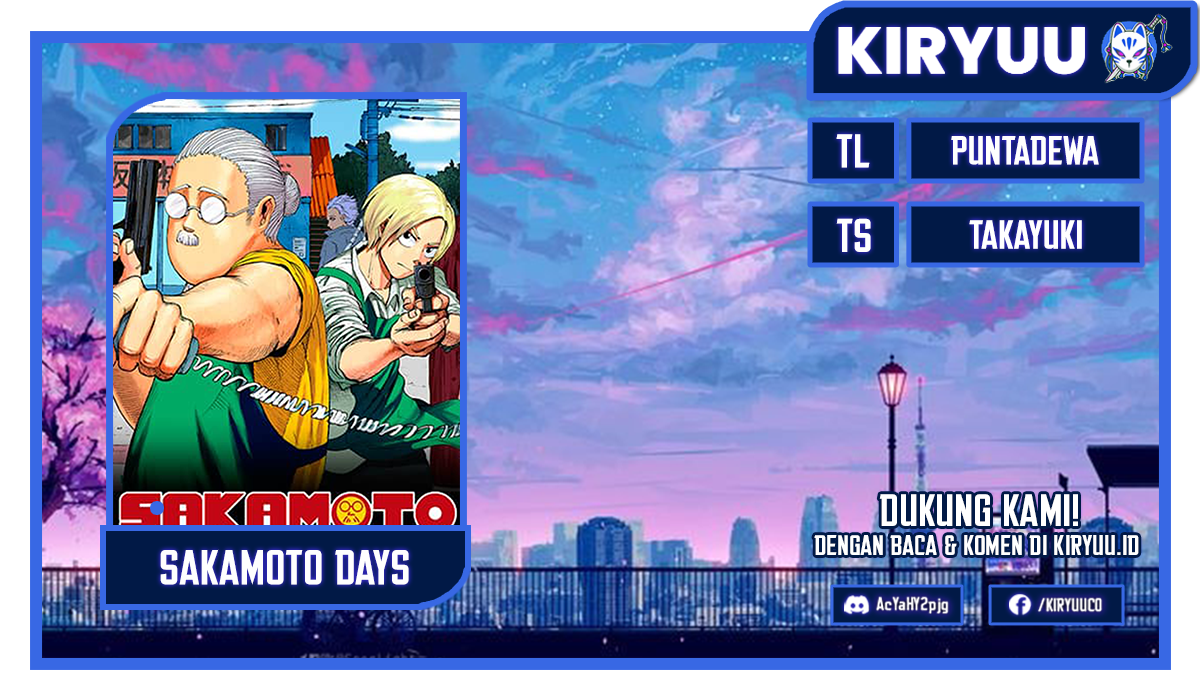 KIRYUU
TL
PUNTADEWA
TS
TAKAYUKI
SAKAMOTO
SAKAMOTO DAYS
DUKUNG KAMI!
DENGAN BACA & KOMEN DI KIRYUU.ID
AcYaHY2pjg
/KIRYUUCO